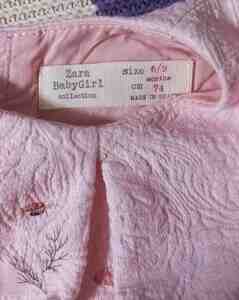 Zara size 6/9
BabyGirl months
collection CM 74
MADE IN